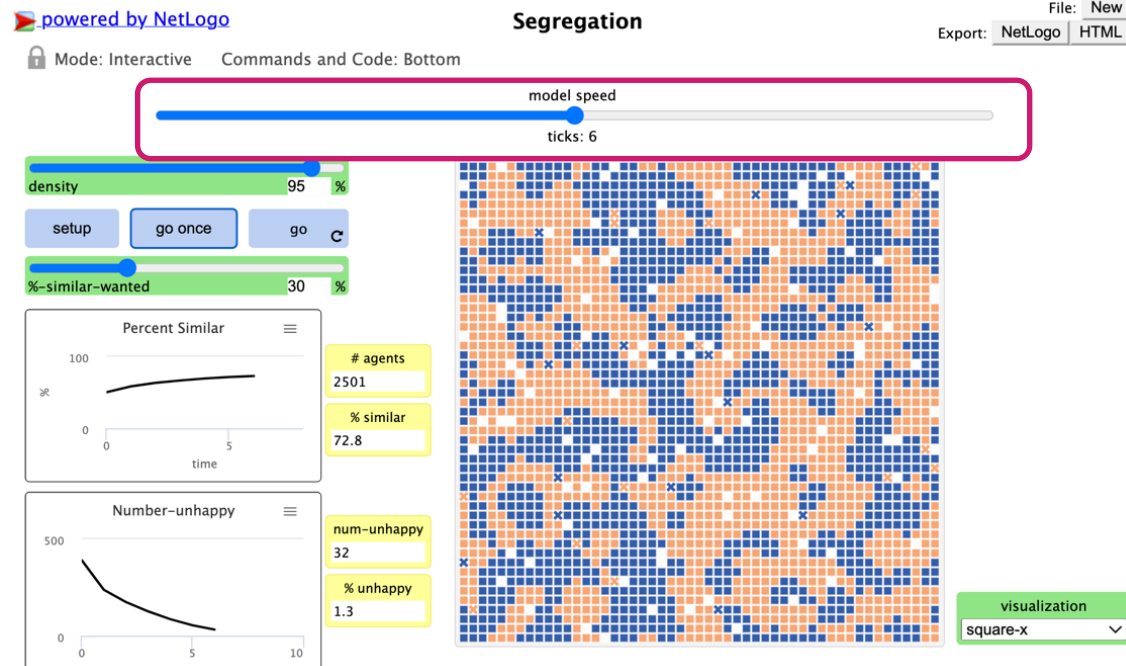 powered by NetLogo
Segregation
File: New
Export: NetLogo HTML
Mode: Interactive Commands and Code: Bottom
model speed
ticks: 6
density 95 %
setup go once go
%-similar-wanted 30 %
Percent Similar
100
%
0
0 5
time
# agents
2501
% similar
72.8
Number-unhappy
500
0
0 5 10
num-unhappy
32
% unhappy
1.3
visualization
square-x